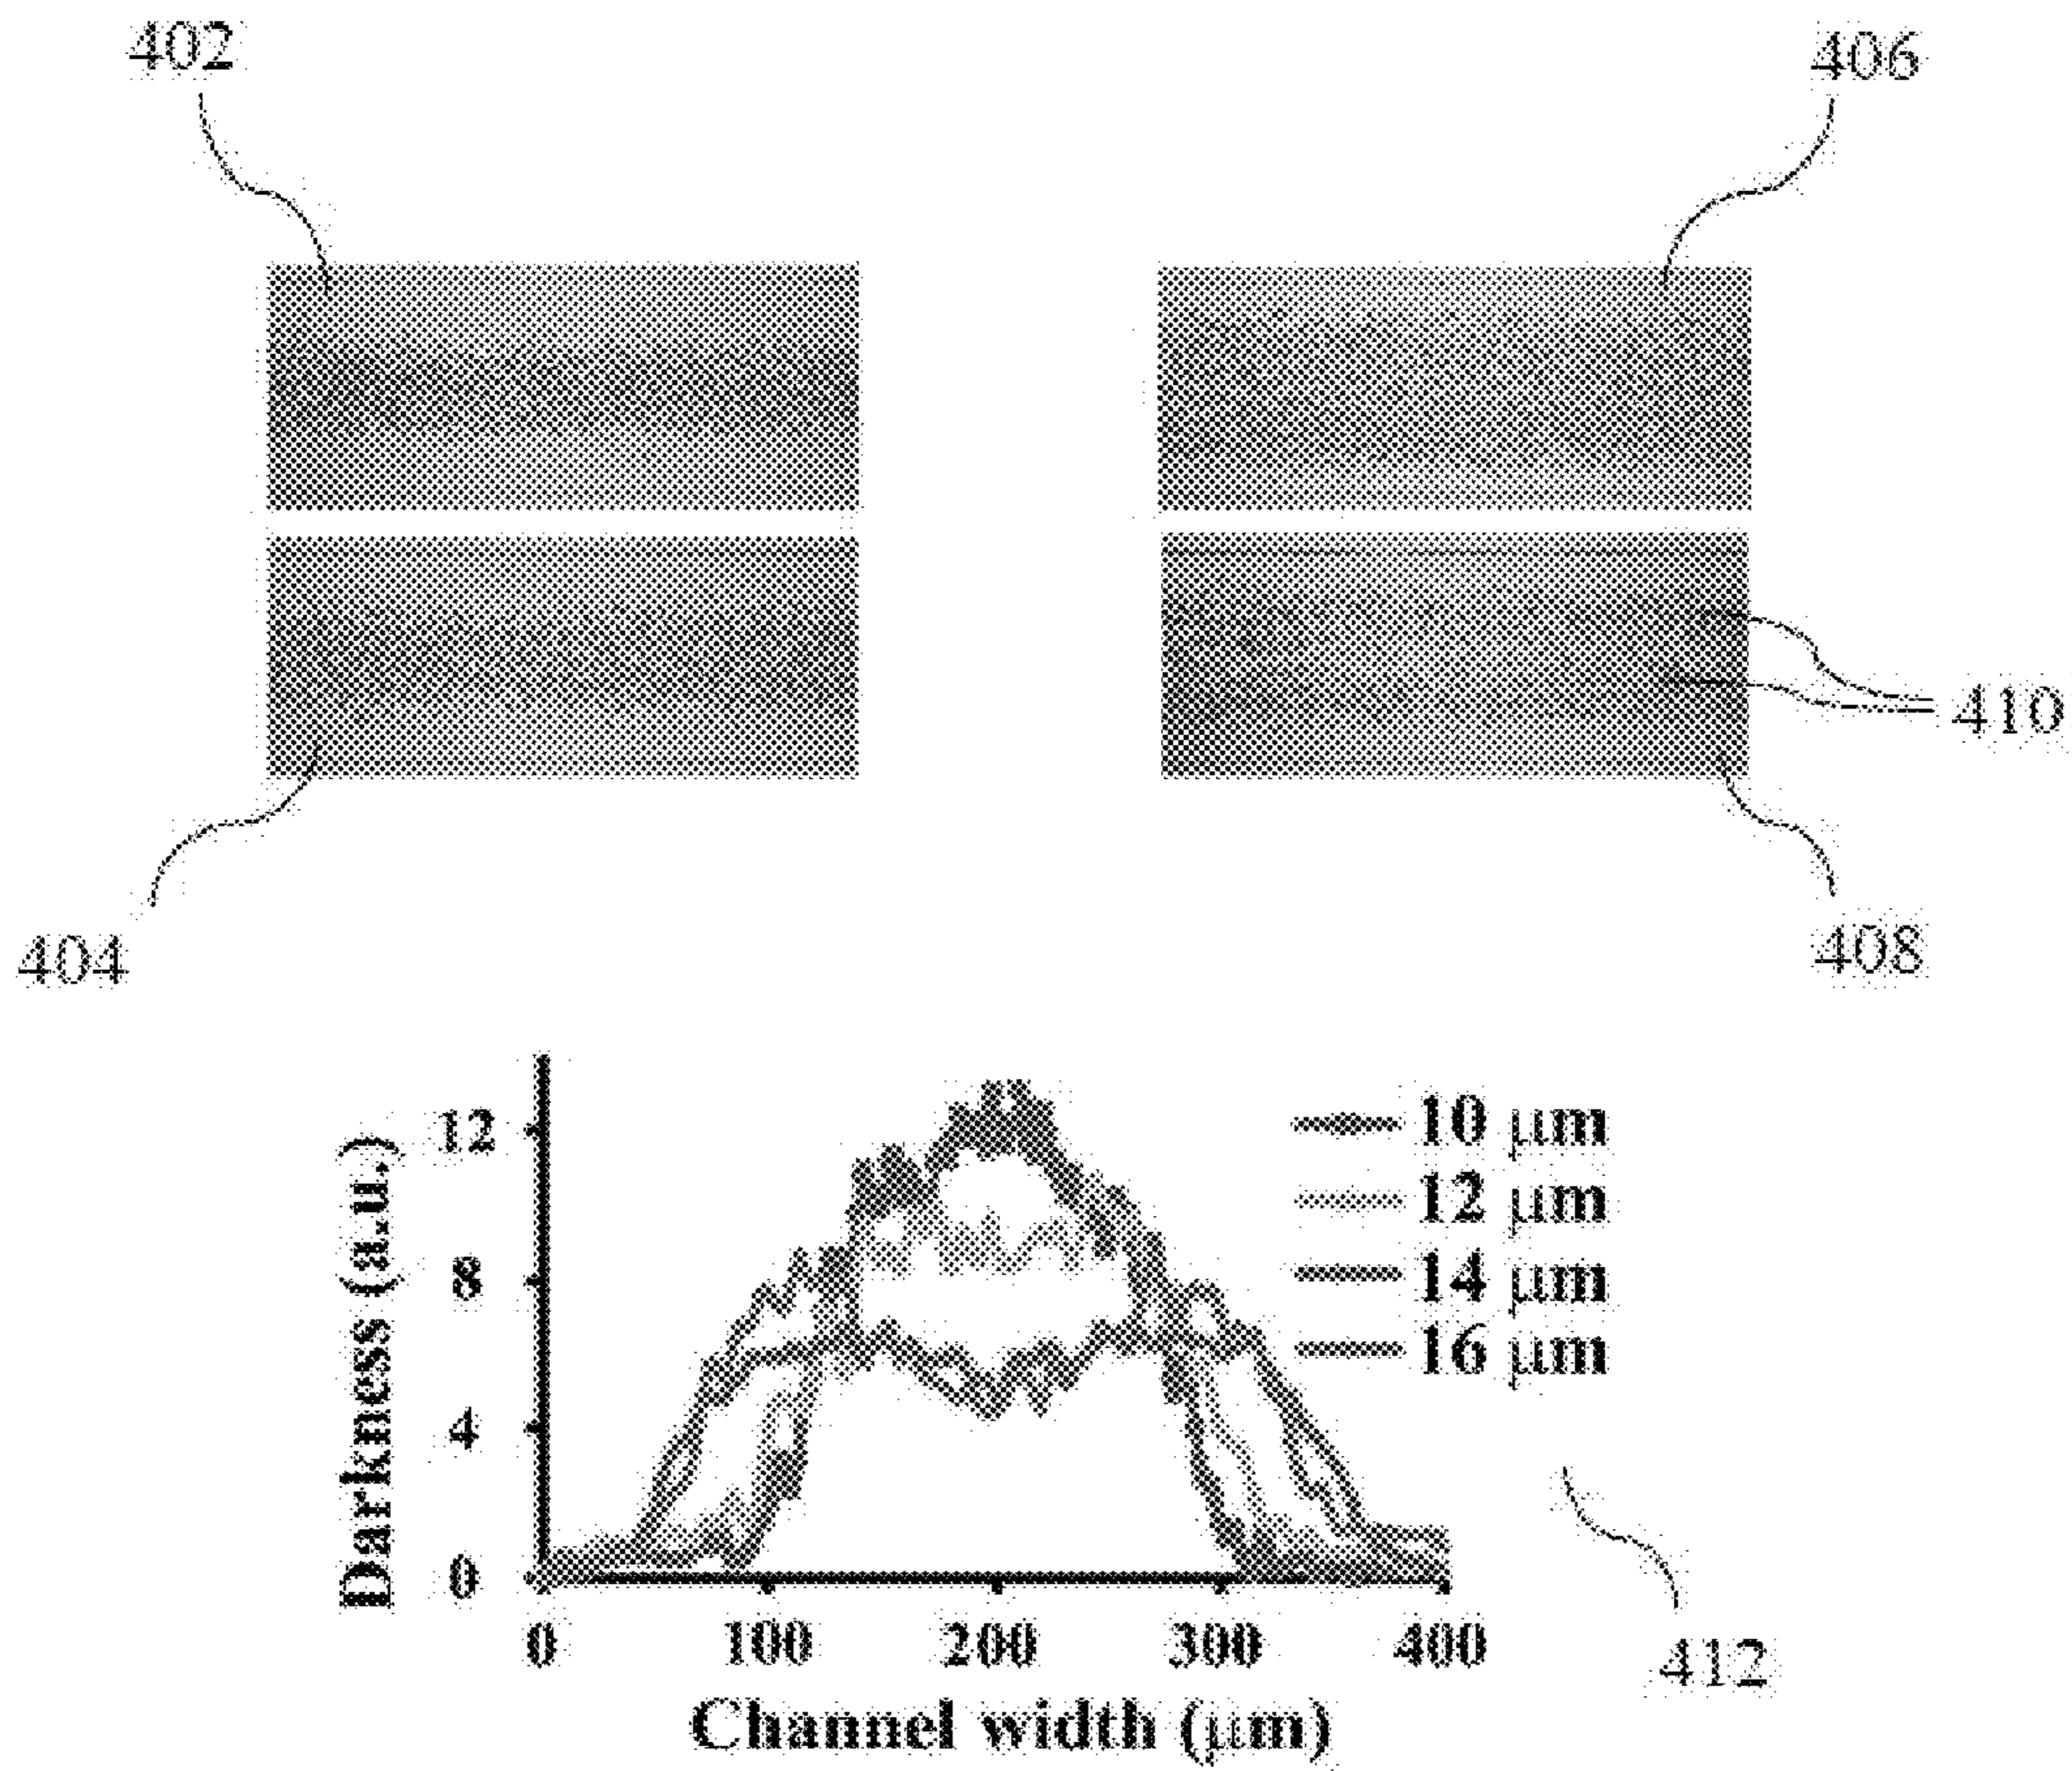 402
406
410
404
408
12
8
4
0
Darkness (a.u.)
10 μm
12 μm
14 μm
16 μm
0 100 200 300 400
Channel width (μm)
412